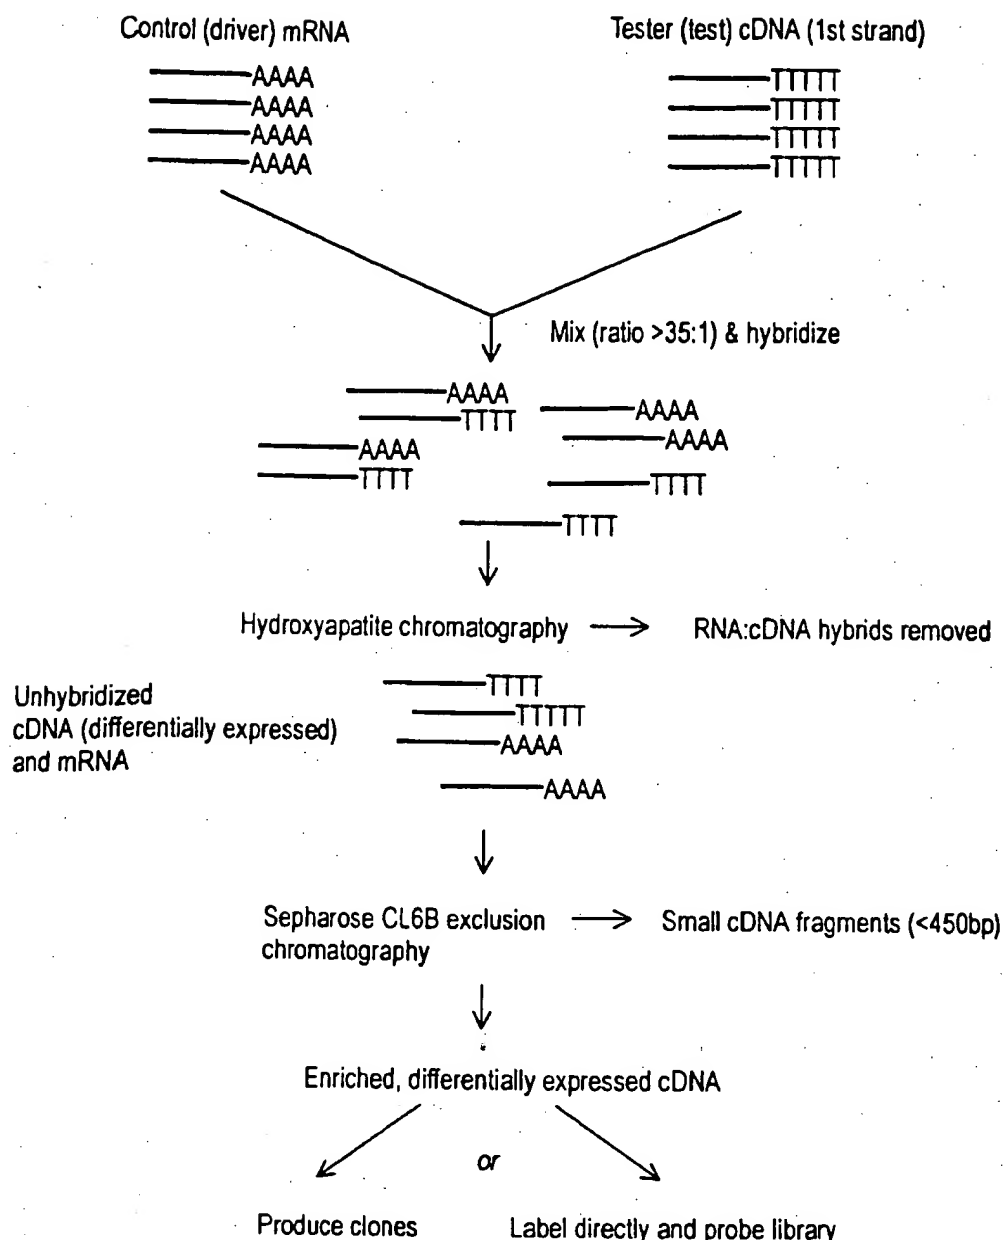 Control (driver) mRNA
Tester (test) cDNA (1st strand)
AAAA
TTTTT
AAAA
TTTTT
AAAA
TTTTT
AAAA
TTTTT
Mix (ratio >35:1) & hybridize
AAAA
TTTT
AAAA
AAAA
AAAA
TTTT
TTTT
TTTT
Hydroxyapatite chromatography
RNA:cDNA hybrids removed
Unhybridized
cDNA (differentially expressed)
and mRNA
TTTT
TTTTT
AAAA
AAAA
Sepharose CL6B exclusion
chromatography
Small cDNA fragments (<450bp)
Enriched, differentially expressed cDNA
or
Produce clones
Label directly and probe library